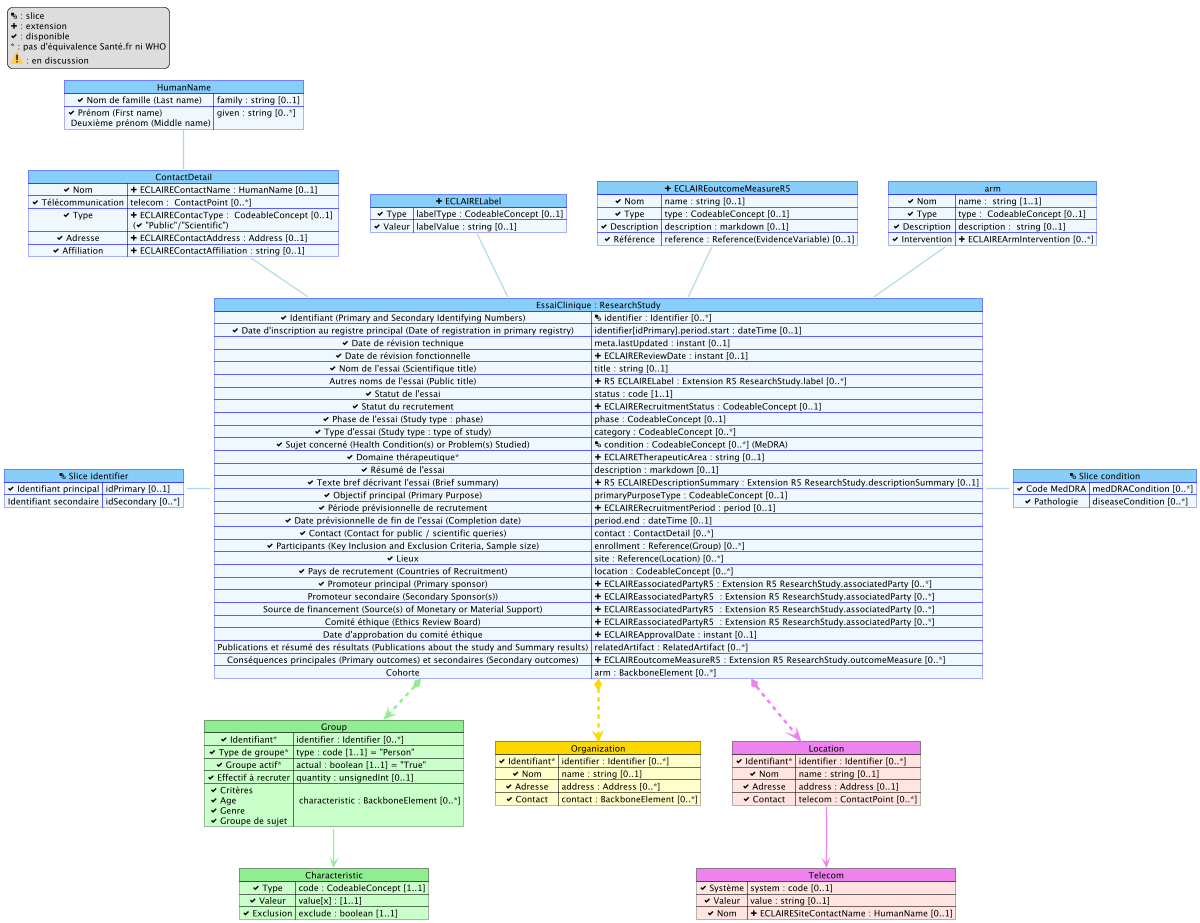 ⚡ : slice
✚ : extension
✔ : disponible
* : pas d'équivalence Santé.fr ni WHO
⚠ : en discussion
HumanName
✔ Nom de famille (Last name) family : string [0..1]
✔ Prénom (First name) given : string [0..*]
Deuxième prénom (Middle name)
ContactDetail
✔ Nom ✚ ECLAIREContactName : HumanName [0..1]
✔ Télécommunication telecom : ContactPoint [0..*]
✔ Type ✚ ECLAIREContacType : CodeableConcept [0..1]
(✔ "Public"/"Scientific")
✔ Adresse ✚ ECLAIREContactAddress : Address [0..1]
✔ Affiliation ✚ ECLAIREContactAffiliation : string [0..1]
✚ ECLAIRELabel
✔ Type labelType : CodeableConcept [0..1]
✔ Valeur labelValue : string [0..1]
✚ ECLAIREoutcomeMeasureR5
✔ Nom name : string [0..1]
✔ Type type : CodeableConcept [0..1]
✔ Description description : markdown [0..1]
✔ Référence reference : Reference(EvidenceVariable) [0..1]
arm
✔ Nom name : string [1..1]
✔ Type type : CodeableConcept [0..1]
✔ Description description : string [0..1]
✔ Intervention ✚ ECLAIREArmIntervention [0..*]
EssaiClinique : ResearchStudy
✔ Identifiant (Primary and Secondary Identifying Numbers) identifier : Identifier [0..*]
✔ Date d'inscription au registre principal (Date of registration in primary registry) identifier[idPrimary].period.start : dateTime [0..1]
✔ Date de révision technique meta.lastUpdated : instant [0..1]
✔ Date de révision fonctionnelle ✚ ECLAIREReviewDate : instant [0..1]
✔ Nom de l'essai (Scientifique title) title : string [0..1]
Autres noms de l'essai (Public title) ✚ R5 ECLAIRELabel : Extension R5 ResearchStudy.label [0..*]
✔ Statut de l'essai status : code [1..1]
✔ Statut du recrutement ✚ ECLAIRERecruitmentStatus : CodeableConcept [0..1]
✔ Phase de l'essai (Study type : phase) phase : CodeableConcept [0..1]
✔ Type d'essai (Study type : type of study) category : CodeableConcept [0..*]
✔ Sujet concerné (Health Condition(s) or Problem(s) Studied) condition : CodeableConcept [0..*] (MeDRA)
✔ Domaine thérapeutique* ✚ ECLAIRETherapeuticArea : string [0..1]
✔ Résumé de l'essai description : markdown [0..1]
✔ Texte bref décrivant l'essai (Brief summary) ✚ R5 ECLAIREDescriptionSummary : Extension R5 ResearchStudy.descriptionSummary [0..1]
✔ Objectif principal (Primary Purpose) primaryPurposeType : CodeableConcept [0..1]
✔ Période prévisionnelle de recrutement ✚ ECLAIRERecruitmentPeriod : period [0..1]
✔ Date prévisionnelle de fin de l'essai (Completion date) period.end : dateTime [0..1]
✔ Contact (Contact for public / scientific queries) contact : ContactDetail [0..*]
✔ Participants (Key Inclusion and Exclusion Criteria, Sample size) enrollment : Reference(Group) [0..*]
✔ Lieux site : Reference(Location) [0..*]
✔ Pays de recrutement (Countries of Recruitment) location : CodeableConcept [0..*]
✔ Promoteur principal (Primary sponsor) ✚ ECLAIREassociatedPartyR5 : Extension R5 ResearchStudy.associatedParty [0..*]
Promoteur secondaire (Secondary Sponsor(s)) ✚ ECLAIREassociatedPartyR5 : Extension R5 ResearchStudy.associatedParty [0..*]
Source de financement (Source(s) of Monetary or Material Support) ✚ ECLAIREassociatedPartyR5 : Extension R5 ResearchStudy.associatedParty [0..*]
Comité éthique (Ethics Review Board) ✚ ECLAIREassociatedPartyR5 : Extension R5 ResearchStudy.associatedParty [0..*]
Date d'approbation du comité éthique ✚ ECLAIREApprovalDate : instant [0..1]
Publications et résumé des résultats (Publications about the study and Summary results) relatedArtifact : RelatedArtifact [0..*]
Conséquences principales (Primary outcomes) et secondaires (Secondary outcomes) ✚ ECLAIREoutcomeMeasureR5 : Extension R5 ResearchStudy.outcomeMeasure [0..*]
Cohorte arm : BackboneElement [0..*]
Slice identifier
✔ Identifiant principal idPrimary [0..1]
Identifiant secondaire idSecondary [0..*]
Slice condition
✔ Code MedDRA medDRACondition [0..*]
✔ Pathologie diseaseCondition [0..*]
Group
✔ Identifiant* identifier : Identifier [0..*]
✔ Type de groupe* type : code [1..1] = "Person"
✔ Groupe actif* actual : boolean [1..1] = "True"
✔ Effectif à recruter quantity : unsignedInt [0..1]
✔ Critères
✔ Age characteristic : BackboneElement [0..*]
✔ Genre
✔ Groupe de sujet
Organization
✔ Identifiant* identifier : Identifier [0..*]
✔ Nom name : string [0..1]
✔ Adresse address : Address [0..*]
✔ Contact contact : BackboneElement [0..*]
Location
✔ Identifiant* identifier : Identifier [0..*]
✔ Nom name : string [0..1]
✔ Adresse address : Address [0..1]
✔ Contact telecom : ContactPoint [0..*]
Characteristic
✔ Type code : CodeableConcept [1..1]
✔ Valeur value[x] : [1..1]
✔ Exclusion exclude : boolean [1..1]
Telecom
✔ Système system : code [0..1]
✔ Valeur value : string [0..1]
✔ Nom ✚ ECLAIRESiteContactName : HumanName [0..1]